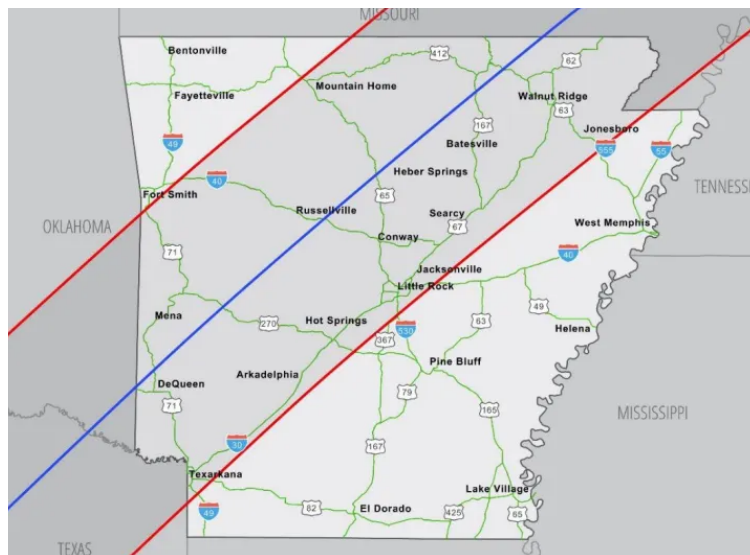 MISSOURI
Bentonville
412
62
Mountain Home
Fayetteville
Walnut Ridge
63
167
Jonesboro
49
Batesville
555
55
Heber Springs
40
Fort Smith
65
TENNESSE
Russellville
Searcy
OKLAHOMA
67
West Memphis
Conway
71
40
Jacksonville
Little Rock
49
Mena
270
Hot Springs
63
530
Helena
367
Pine Bluff
Arkadelphia
DeQueen
79
71
165
MISSISSIPPI
30
167
Texarkana
Lake Village
49
82
El Dorado
425
65
TEXAS